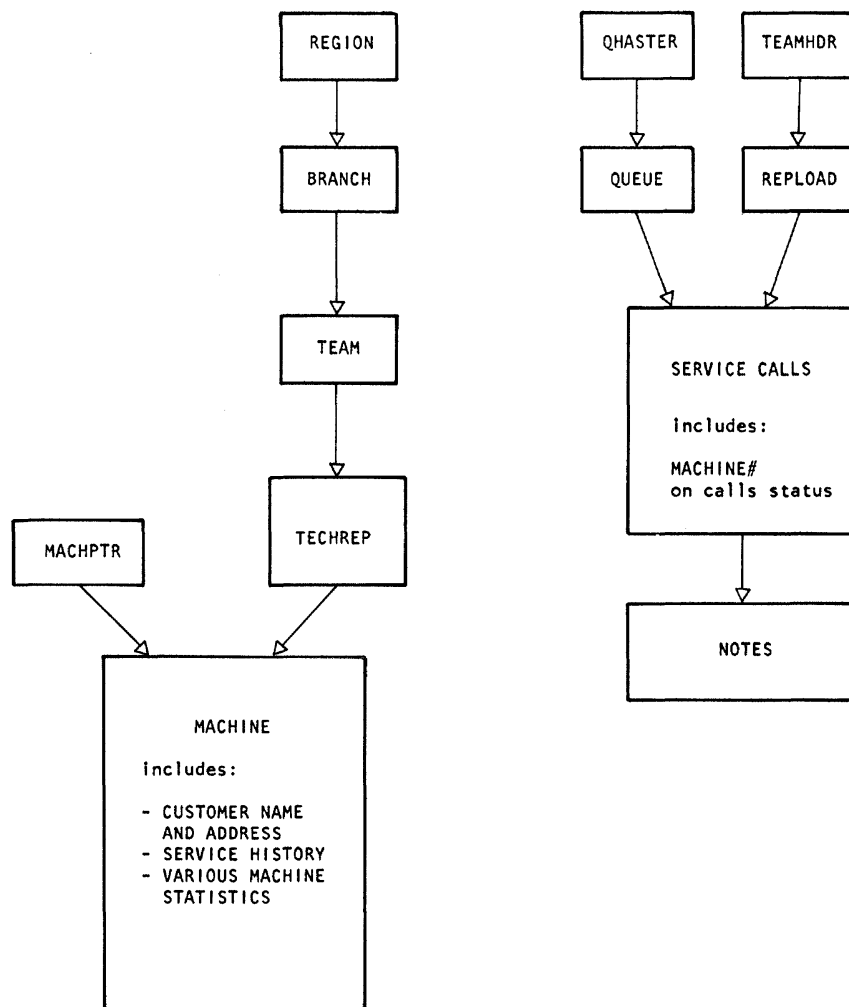 REGION
QHASTER
TEAMHDR
BRANCH
QUEUE
REPLOAD
TEAM
SERVICE CALLS
includes:
MACHINE#
on calls status
MACHPTR
TECHREP
NOTES
MACHINE
includes:
- CUSTOMER NAME
AND ADDRESS
- SERVICE HISTORY
- VARIOUS MACHINE
STATISTICS